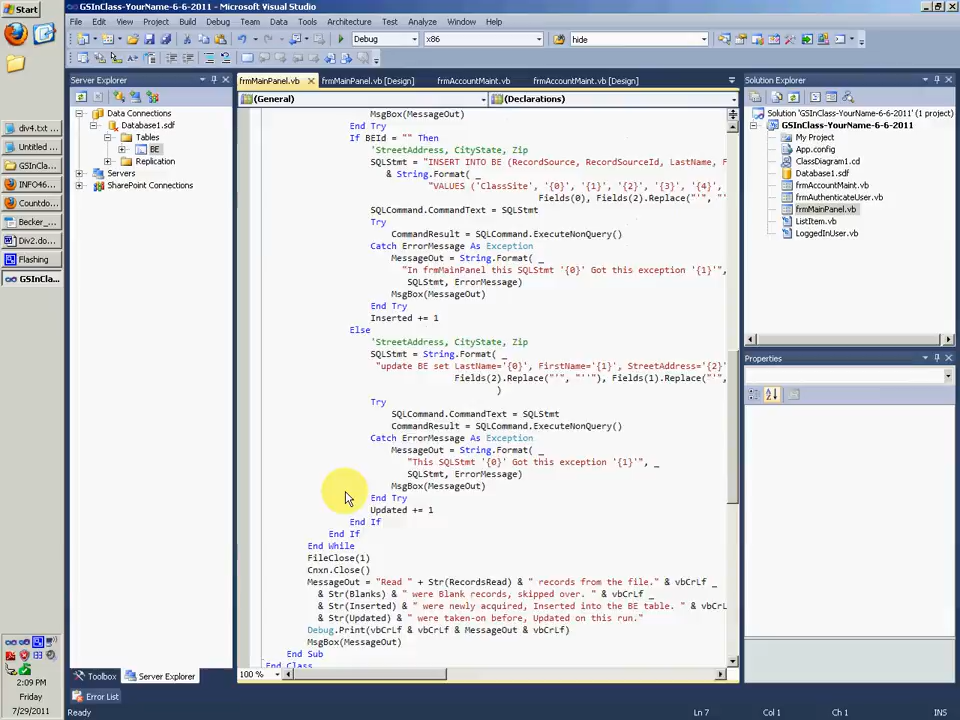 Start
GSInClass-YourName-6-6-2011 - Microsoft Visual Studio
File Edit View Project Build Debug Team Data Tools Architecture Test Analyze Window Help
Debug x86 hide
Server Explorer
frmMainPanel.vb frmMainPanel.vb [Design] frmAccountMaint.vb frmAccountMaint.vb [Design]
Solution Explorer
(General) (Declarations)
Data Connections
Database1.sdf
Tables
BE
Replication
Servers
SharePoint Connections
MsgBox(MessageOut)
End Try
If BEId = "" Then
'StreetAddress, CityState, Zip
SQLStmt = "INSERT INTO BE (RecordSource, RecordSourceId, LastName, F
& String.Format( _
"VALUES ('ClassSite', '{0}', '{1}', '{2}', '{3}', '{4}',
Fields(0), Fields(2).Replace("'", "'
SQLCommand.CommandText = SQLStmt
Try
CommandResult = SQLCommand.ExecuteNonQuery()
Catch ErrorMessage As Exception
MessageOut = String.Format( _
"In frmMainPanel this SQLStmt '{0}' Got this exception '{1}'",
SQLStmt, ErrorMessage)
MsgBox(MessageOut)
End Try
Inserted += 1
Else
'StreetAddress, CityState, Zip
SQLStmt = String.Format( _
"update BE set LastName='{0}', FirstName='{1}', StreetAddress='{2}'
Fields(2).Replace("'", "''"), Fields(1).Replace("'",
)
Try
SQLCommand.CommandText = SQLStmt
CommandResult = SQLCommand.ExecuteNonQuery()
Catch ErrorMessage As Exception
MessageOut = String.Format( _
"This SQLStmt '{0}' Got this exception '{1}'", _
SQLStmt, ErrorMessage)
MsgBox(MessageOut)
End Try
Updated += 1
End If
End If
End While
FileClose(1)
Cnxn.Close()
MessageOut = "Read " + Str(RecordsRead) & " records from the file." & vbCrLf _
& Str(Blanks) & " were Blank records, skipped over. " & vbCrLf _
& Str(Inserted) & " were newly acquired, Inserted into the BE table. " & vbCrL
& Str(Updated) & " were taken-on before, Updated on this run."
Debug.Print(vbCrLf & vbCrLf & MessageOut & vbCrLf)
MsgBox(MessageOut)
End Sub
End Class
100 %
Solution 'GSInClass-YourName-6-6-2011' (1 project)
GSInClass-YourName-6-6-2011
My Project
App.config
ClassDiagram1.cd
Database1.sdf
frmAccountMaint.vb
frmAuthenticateUser.vb
frmMainPanel.vb
ListItem.vb
LoggedInUser.vb
Properties
div4.txt ...
Untitled ...
GSInCla...
INFO46...
Countdo...
Becker_...
Div2.do...
Flashing
GSInCla...
2:09 PM
Friday
7/29/2011
Toolbox Server Explorer
Error List
Ready Ln 7 Col 1 Ch 1 INS